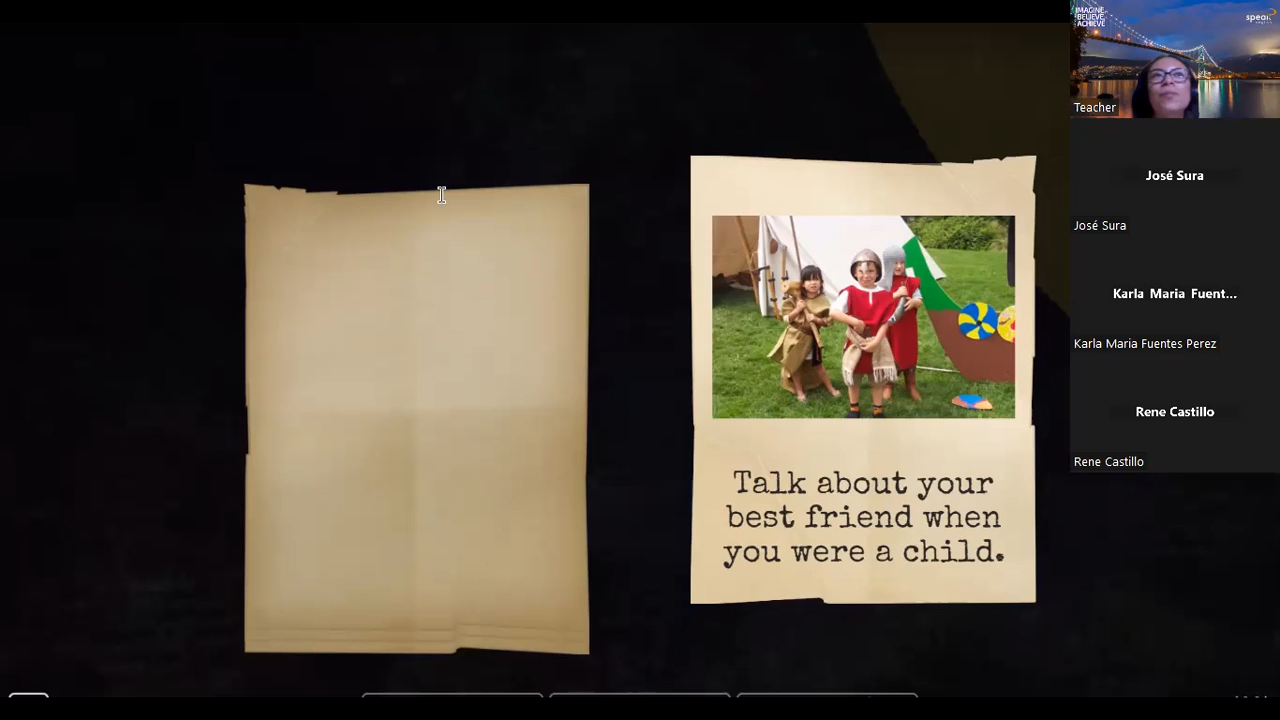 IMAGINE
BELIEVE
ACHIEVE
speak
Teacher
José Sura
José Sura
Karla Maria Fuent...
Karla Maria Fuentes Perez
Rene Castillo
Rene Castillo
Talk about your
best friend when
you were a child.